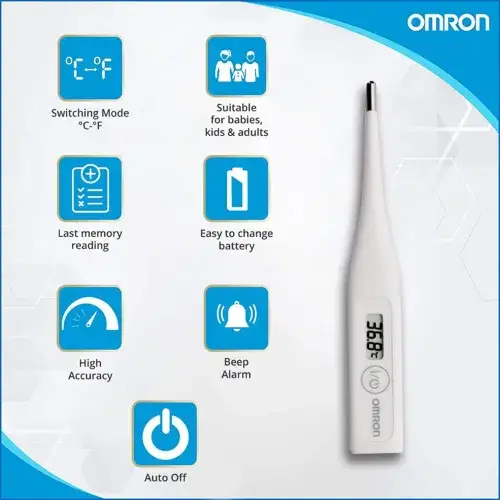 OMRON
°C↔°F
Switching Mode
°C-°F
Suitable
for babies,
kids & adults
Last memory
reading
Easy to change
battery
High
Accuracy
Beep
Alarm
Auto Off
36.8
°C
I/O
OMRON